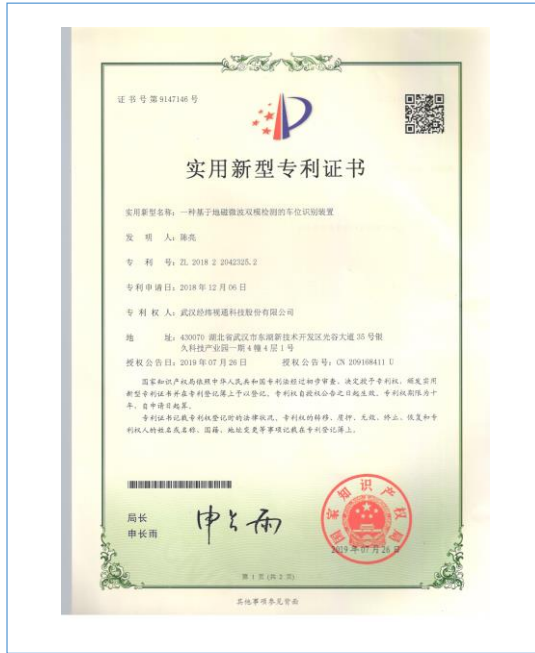 证书号第9147146号
实用新型专利证书
实用新型名称：一种基于地磁微波双模检测的车位识别装置
发 明 人：陈亮
专 利 号：ZL 2018 2 2042325.2
专利申请日：2018年12月06日
专 利 权 人：武汉经纬视通科技股份有限公司
地 址：430070 湖北省武汉市东湖新技术开发区光谷大道35号银
久科技产业园一期4幢4层1号
授权公告日：2019年07月26日 授权公告号：CN 209168411 U
国家知识产权局依照中华人民共和国专利法经过初步审查，决定授予专利权，颁发实用
新型专利证书并在专利登记簿上予以登记。专利权自授权公告之日起生效。专利权期限为十
年，自申请日起算。
专利证书记载专利权登记时的法律状况。专利权的转移、质押、无效、终止、恢复和专
利权人的姓名或名称、国籍、地址变更等事项记载在专利登记簿上。
局长
申长雨
申长雨
国家知识产权局
2019年07月26日
第 1 页 (共 2 页)
其他事项参见背面